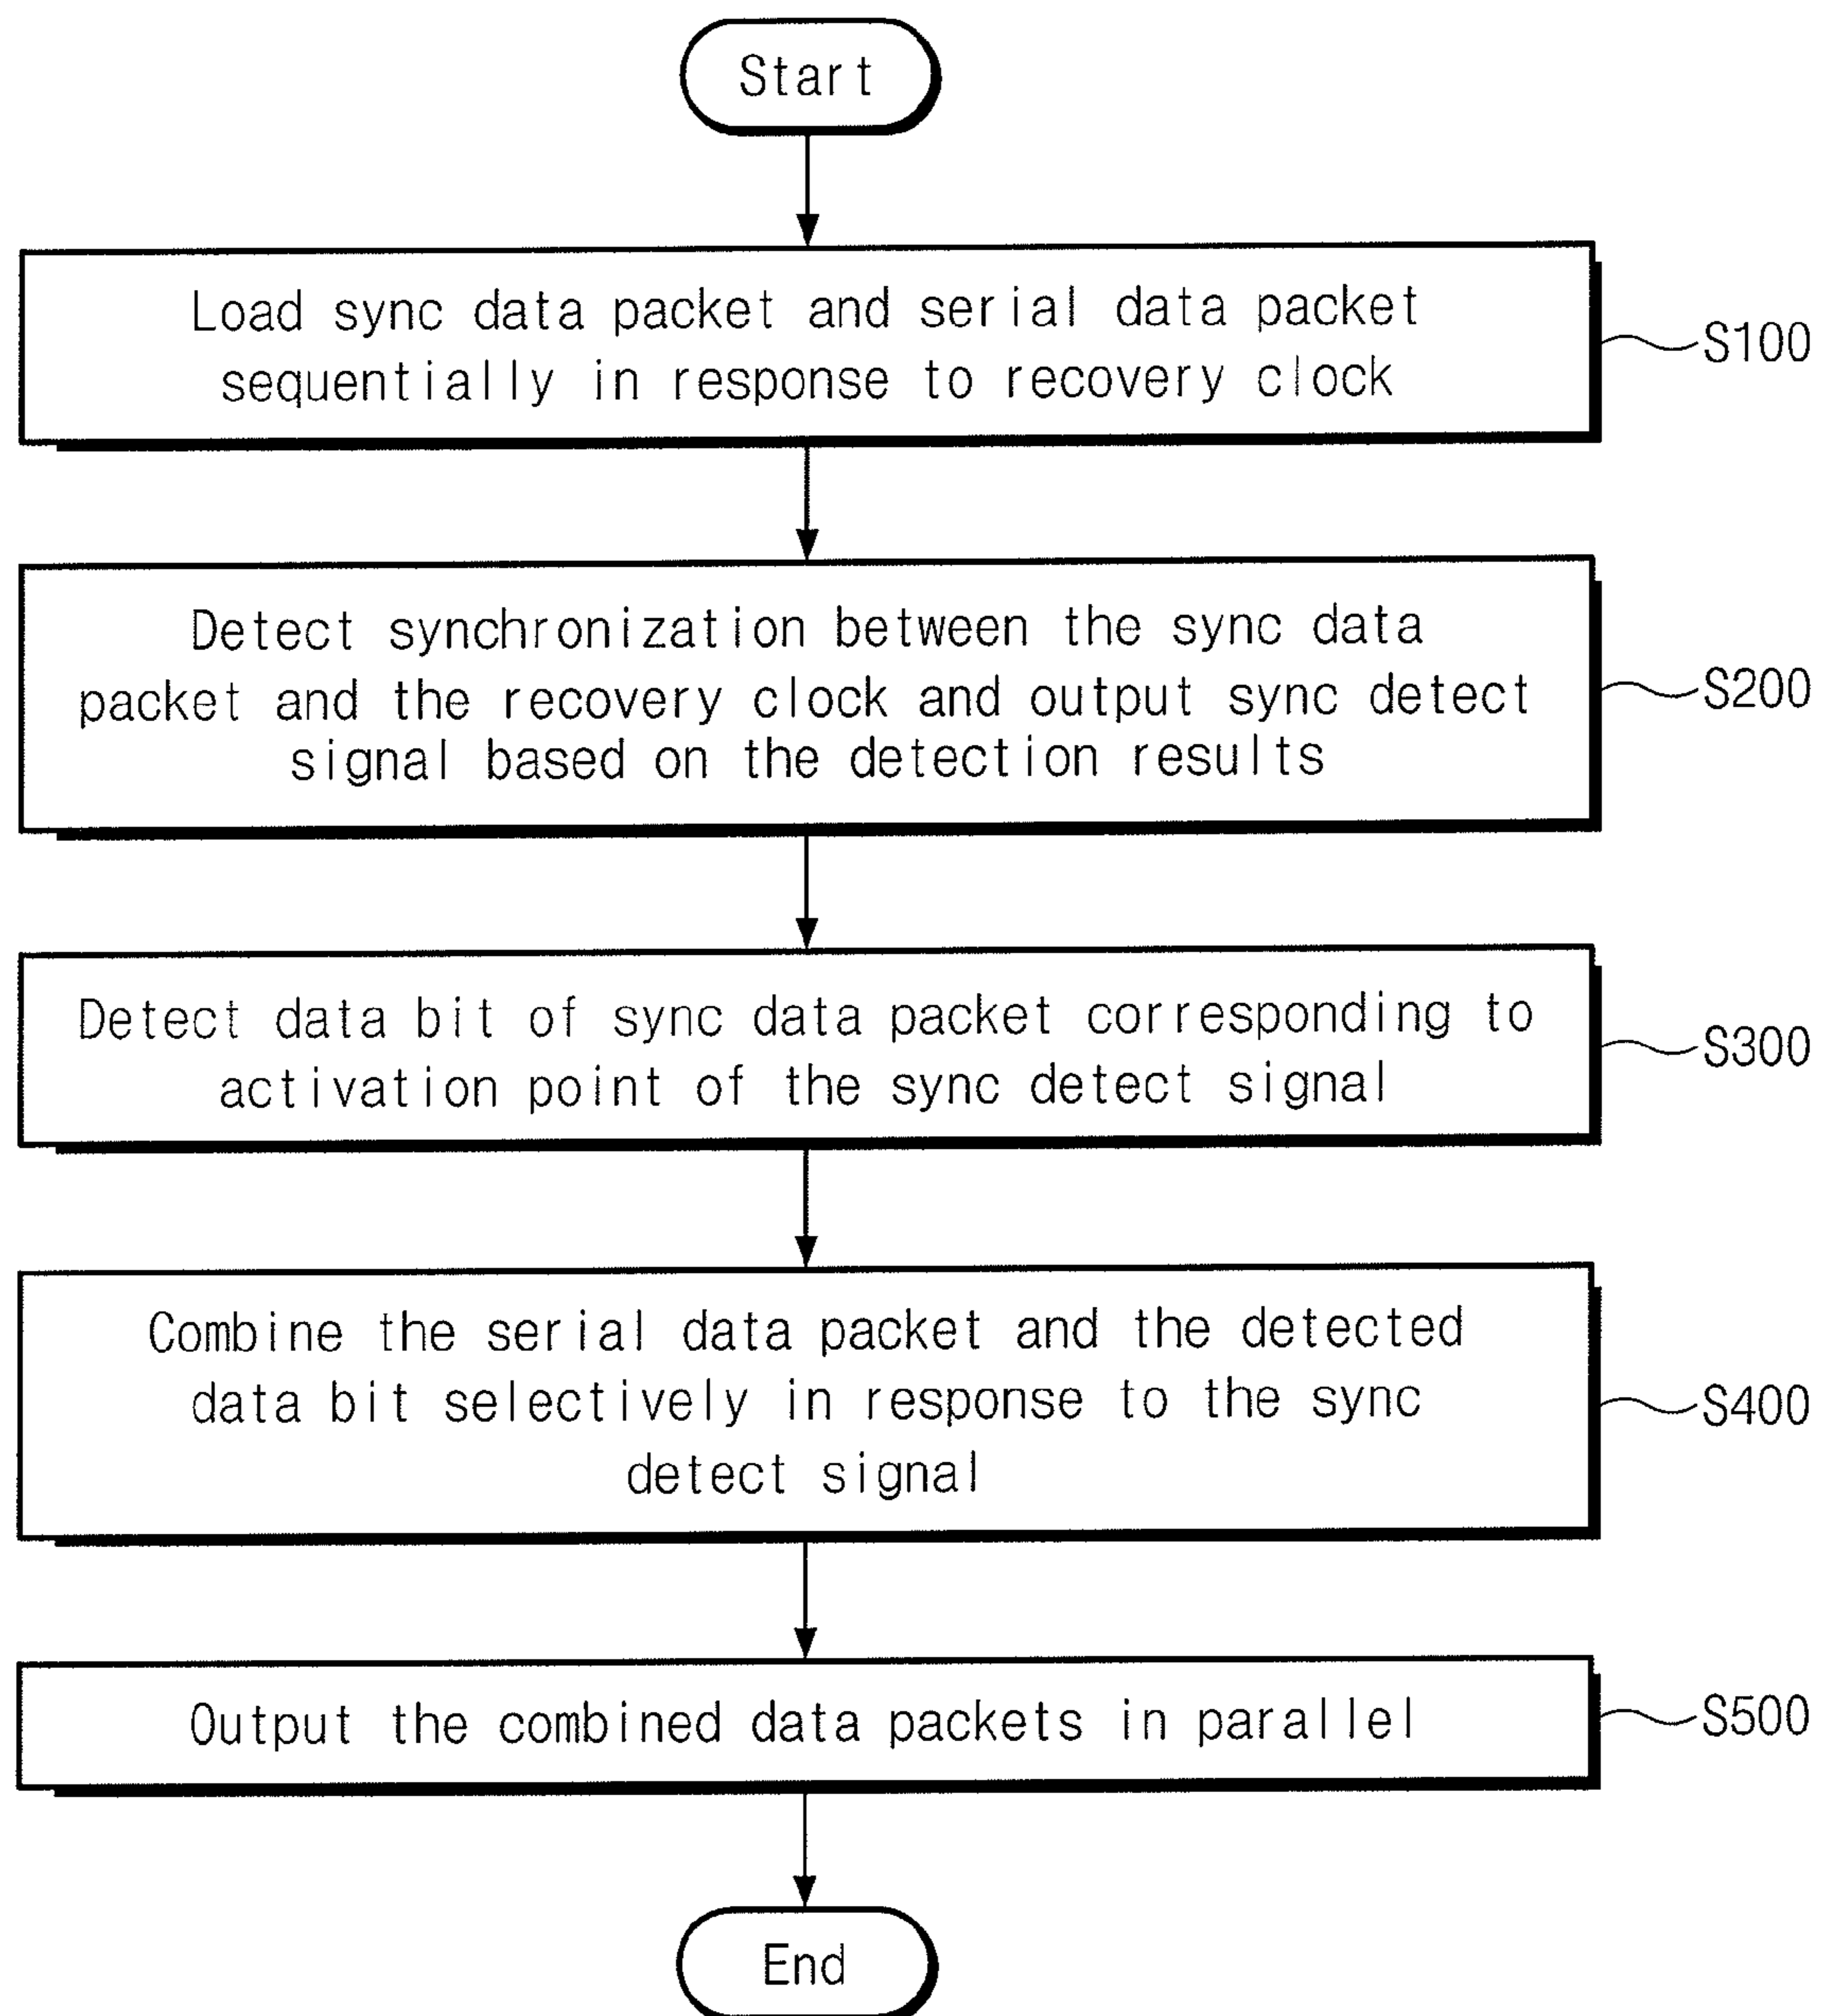 Start
Load sync data packet and serial data packet
sequentially in response to recovery clock
S100
Detect synchronization between the sync data
packet and the recovery clock and output sync detect
signal based on the detection results
S200
Detect data bit of sync data packet corresponding to
activation point of the sync detect signal
S300
Combine the serial data packet and the detected
data bit selectively in response to the sync
detect signal
S400
Output the combined data packets in parallel
S500
End